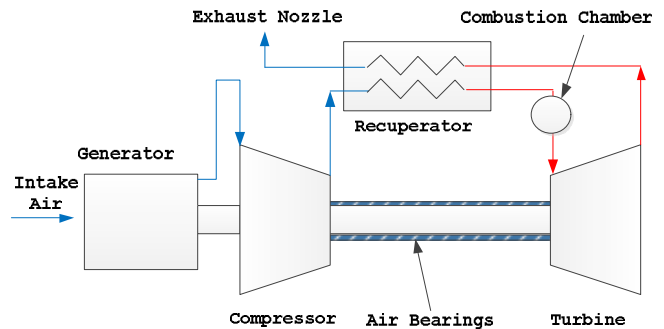 Exhaust Nozzle
Combustion Chamber
Recuperator
Generator
Intake
Air
Compressor
Air Bearings
Turbine